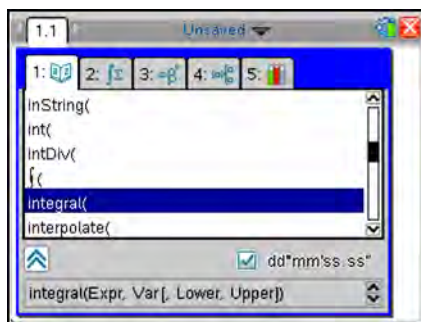 1.1 Unsaved
1: 2: ∫Σ 3: 4: 5:
inString(
int(
intDiv(
∫(
integral(
interpolate(
dd°mm'ss.ss"
integral(Expr, Var[, Lower, Upper])